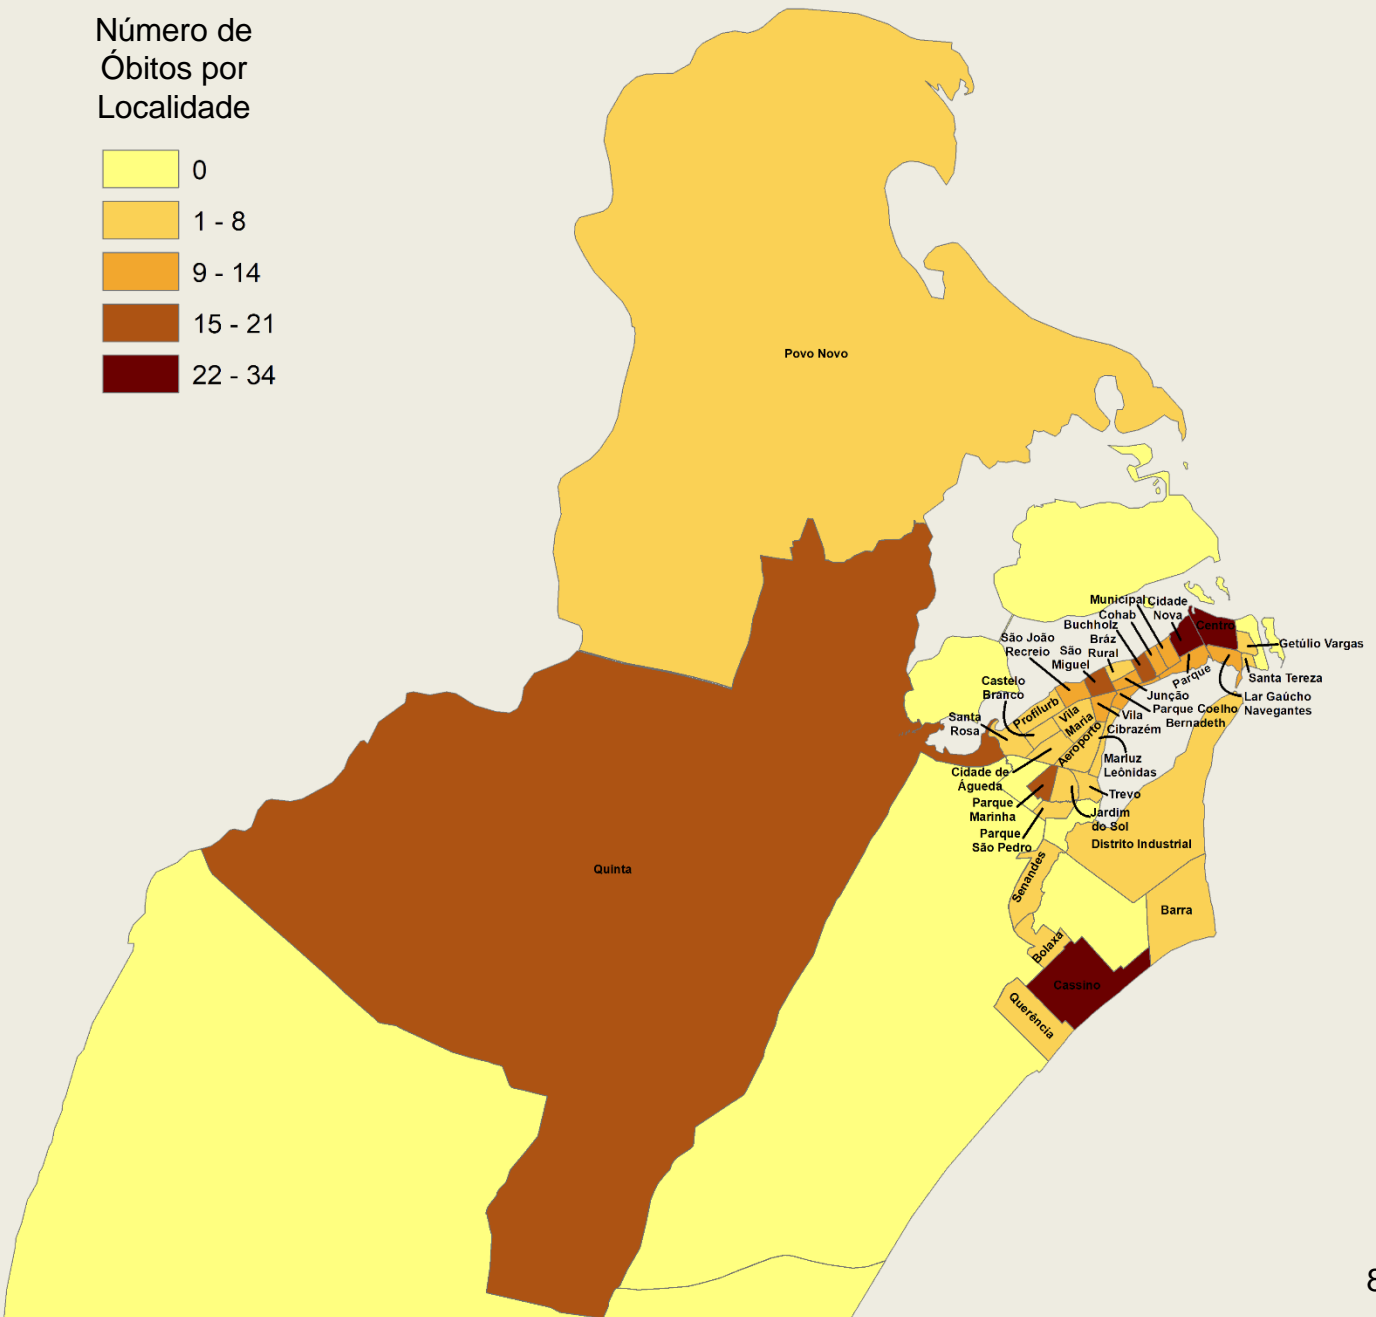 Número de
Óbitos por
Localidade
0
1 - 8
9 - 14
15 - 21
22 - 34
Povo Novo
Municipal
Cidade
Nova
Cohab
Buchholz
Centro
São João
Recreio
Bráz
Rural
São
Miguel
Getúlio Vargas
Parque
Santa Tereza
Castelo
Branco
Junção
Lar Gaúcho
Navegantes
Parque Coelho
Bernadeth
Profilurb
Vila
Maria
Vila
Cibrazém
Santa
Rosa
Aeroporto
Marluz
Leônidas
Cidade de
Águeda
Trevo
Parque
Marinha
Jardim
do Sol
Parque
São Pedro
Distrito Industrial
Quinta
Senandes
Barra
Bolaxa
Cassino
Querência
8